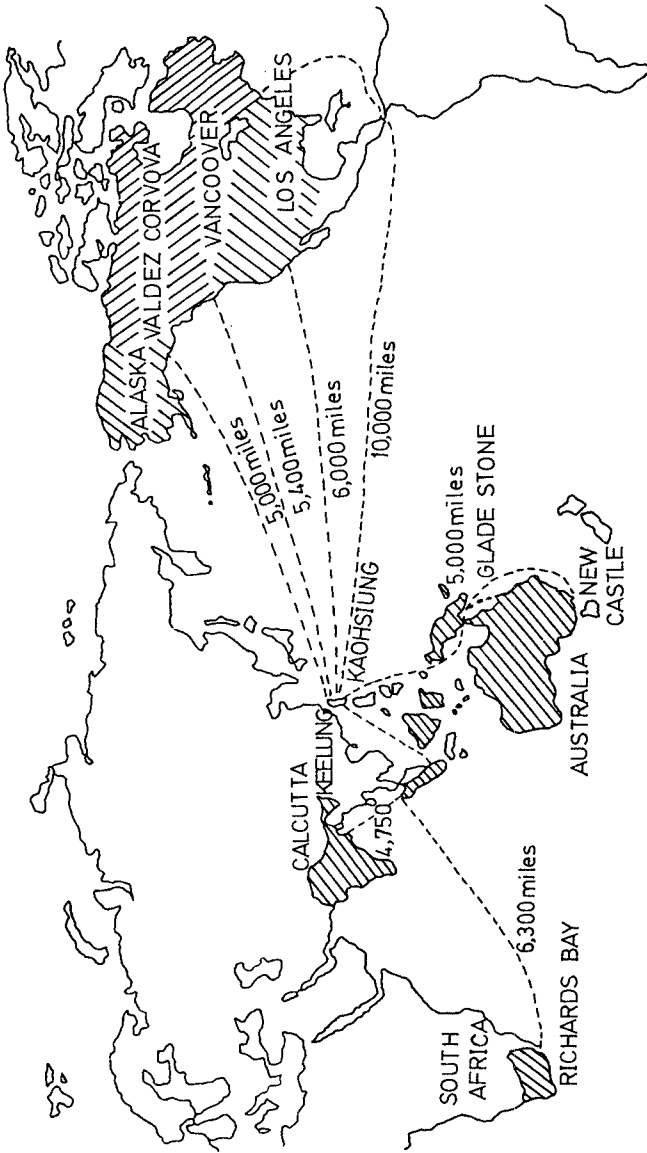 ALASKA
VALDEZ CORVOVA
VANCOOVER
LOS ANGELES
5,000miles
5,400miles
6,000miles
10,000miles
CALCUTTA
KEELUNG
KAOHSIUNG
4,750
5,000miles
GLADE STONE
NEW
CASTLE
AUSTRALIA
6,300miles
SOUTH
AFRICA
RICHARDS BAY